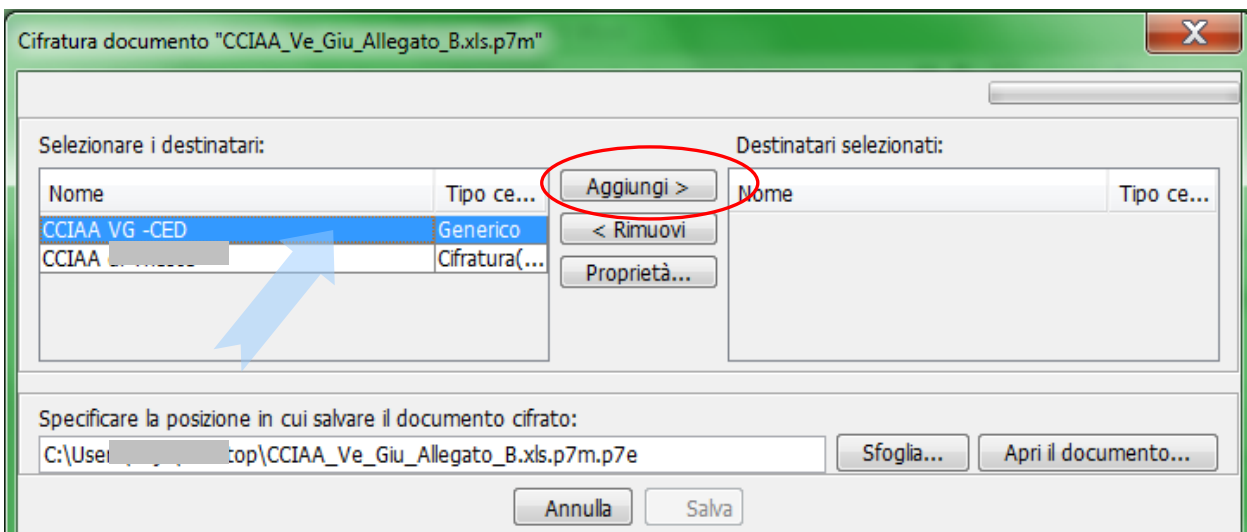 Cifratura documento "CCIAA_Ve_Giu_Allegato_B.xls.p7m"
X
Selezionare i destinatari:
Destinatari selezionati:
Nome Tipo ce...
Aggiungi >
Nome Tipo ce...
CCIAA VG -CED Generico
< Rimuovi
CCIAA Cifratura(...
Proprietà...
Specificare la posizione in cui salvare il documento cifrato:
C:\User top\CCIAA_Ve_Giu_Allegato_B.xls.p7m.p7e
Sfoglia... Apri il documento...
Annulla Salva